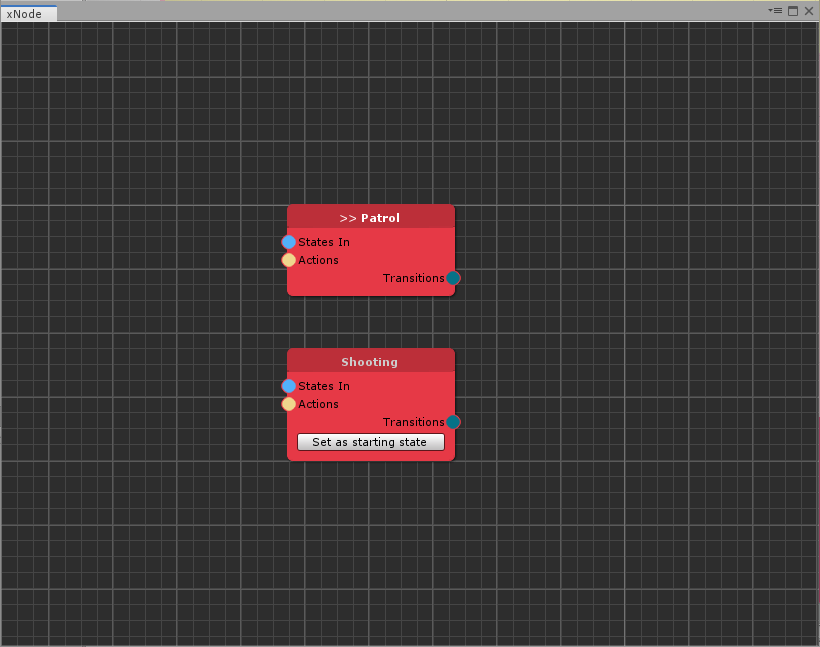 xNode
>> Patrol
States In
Actions
Transitions
Shooting
States In
Actions
Transitions
Set as starting state